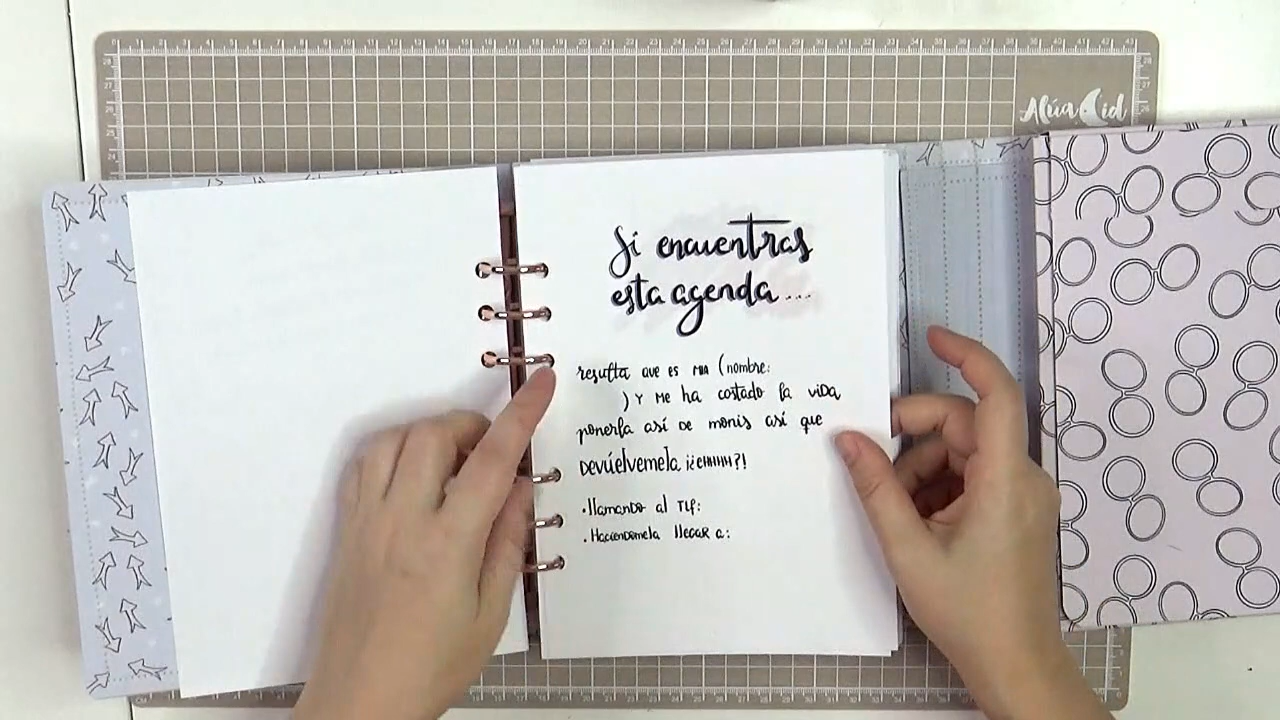 Alúa Cid
Si encuentras
esta agenda....
resulta que es mia (nombre:
) Y me ha costado la vida
ponerla así de monis así que
Devúelvemela ¡¿ehhhh?!
· llamando al Tlf:
· Haciendomela llegar a: